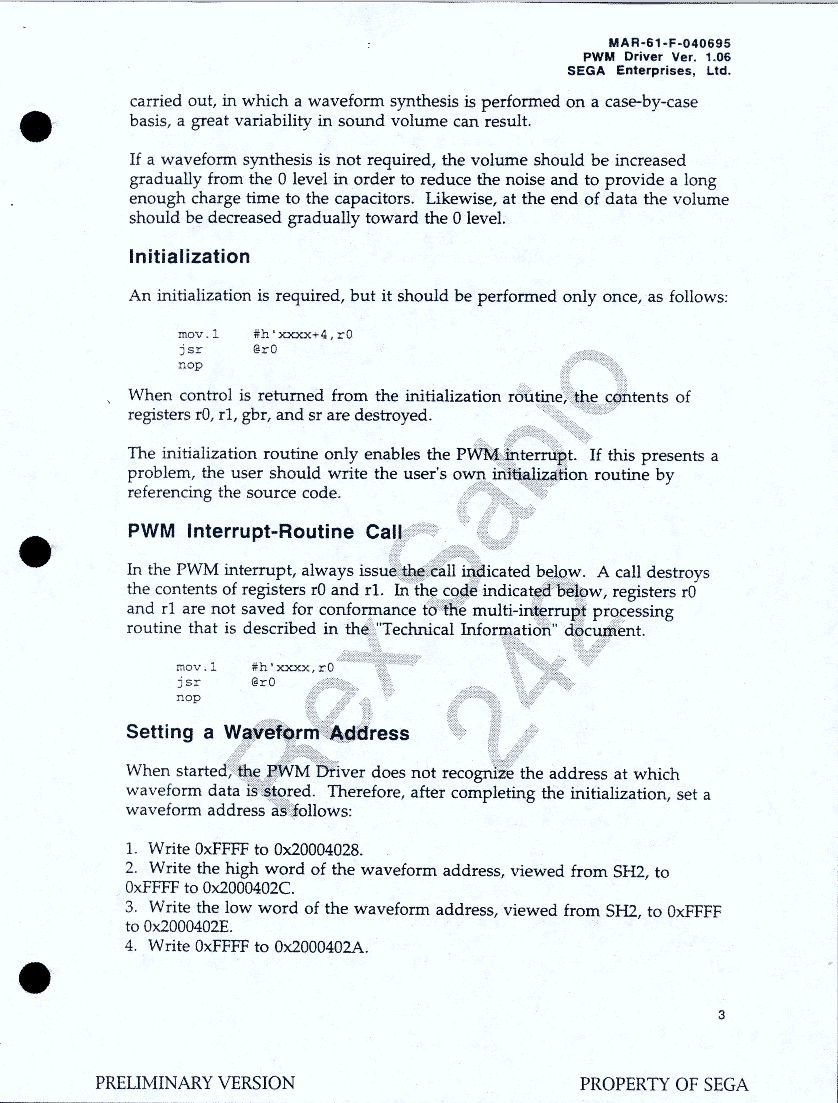 MAR-61-F-040695
PWM Driver Ver. 1.06
SEGA Enterprises, Ltd.
carried out, in which a waveform synthesis is performed on a case-by-case
basis, a great variability in sound volume can result.
If a waveform synthesis is not required, the volume should be increased
gradually from the 0 level in order to reduce the noise and to provide a long
enough charge time to the capacitors. Likewise, at the end of data the volume
should be decreased gradually toward the 0 level.
Initialization
An initialization is required, but it should be performed only once, as follows:
mov.l #h'xxxx+4,r0
jsr @r0
nop
When control is returned from the initialization routine, the contents of
registers r0, r1, gbr, and sr are destroyed.
The initialization routine only enables the PWM interrupt. If this presents a
problem, the user should write the user's own initialization routine by
referencing the source code.
PWM Interrupt-Routine Call
In the PWM interrupt, always issue the call indicated below. A call destroys
the contents of registers r0 and r1. In the code indicated below, registers r0
and r1 are not saved for conformance to the multi-interrupt processing
routine that is described in the "Technical Information" document.
mov.l #h'xxxx,r0
jsr @r0
nop
Setting a Waveform Address
When started, the PWM Driver does not recognize the address at which
waveform data is stored. Therefore, after completing the initialization, set a
waveform address as follows:
1. Write 0xFFFF to 0x20004028.
2. Write the high word of the waveform address, viewed from SH2, to
0xFFFF to 0x2000402C.
3. Write the low word of the waveform address, viewed from SH2, to 0xFFFF
to 0x2000402E.
4. Write 0xFFFF to 0x2000402A.
Rex Sabio
242
3
PRELIMINARY VERSION
PROPERTY OF SEGA